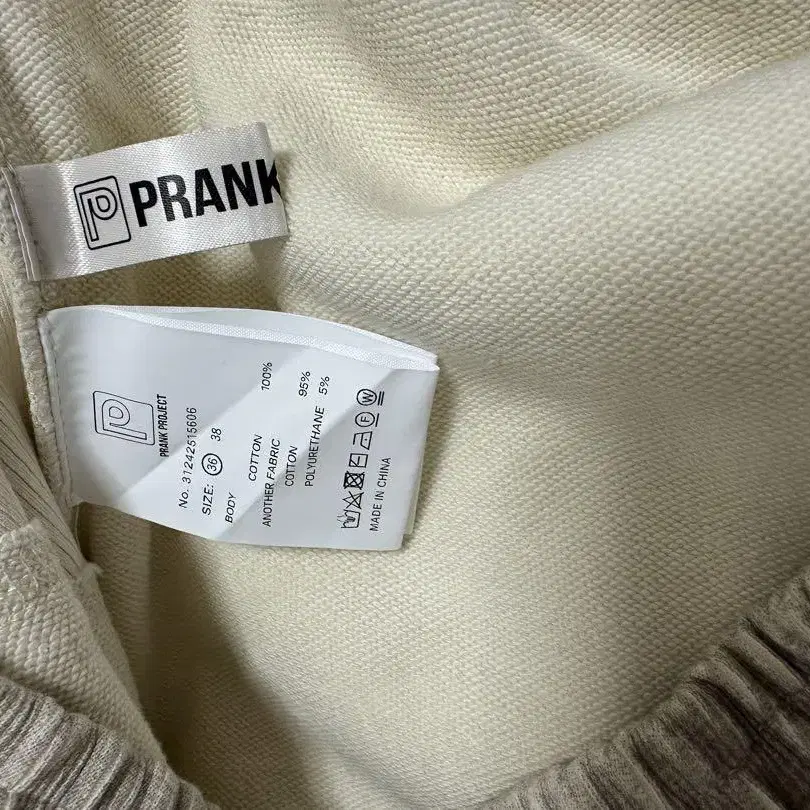 PRANK
PRANK PROJECT
No. 31242515606
SIZE: 36 38
BODY
COTTON 100%
ANOTHER FABRIC
COTTON 95%
POLYURETHANE 5%
MADE IN CHINA